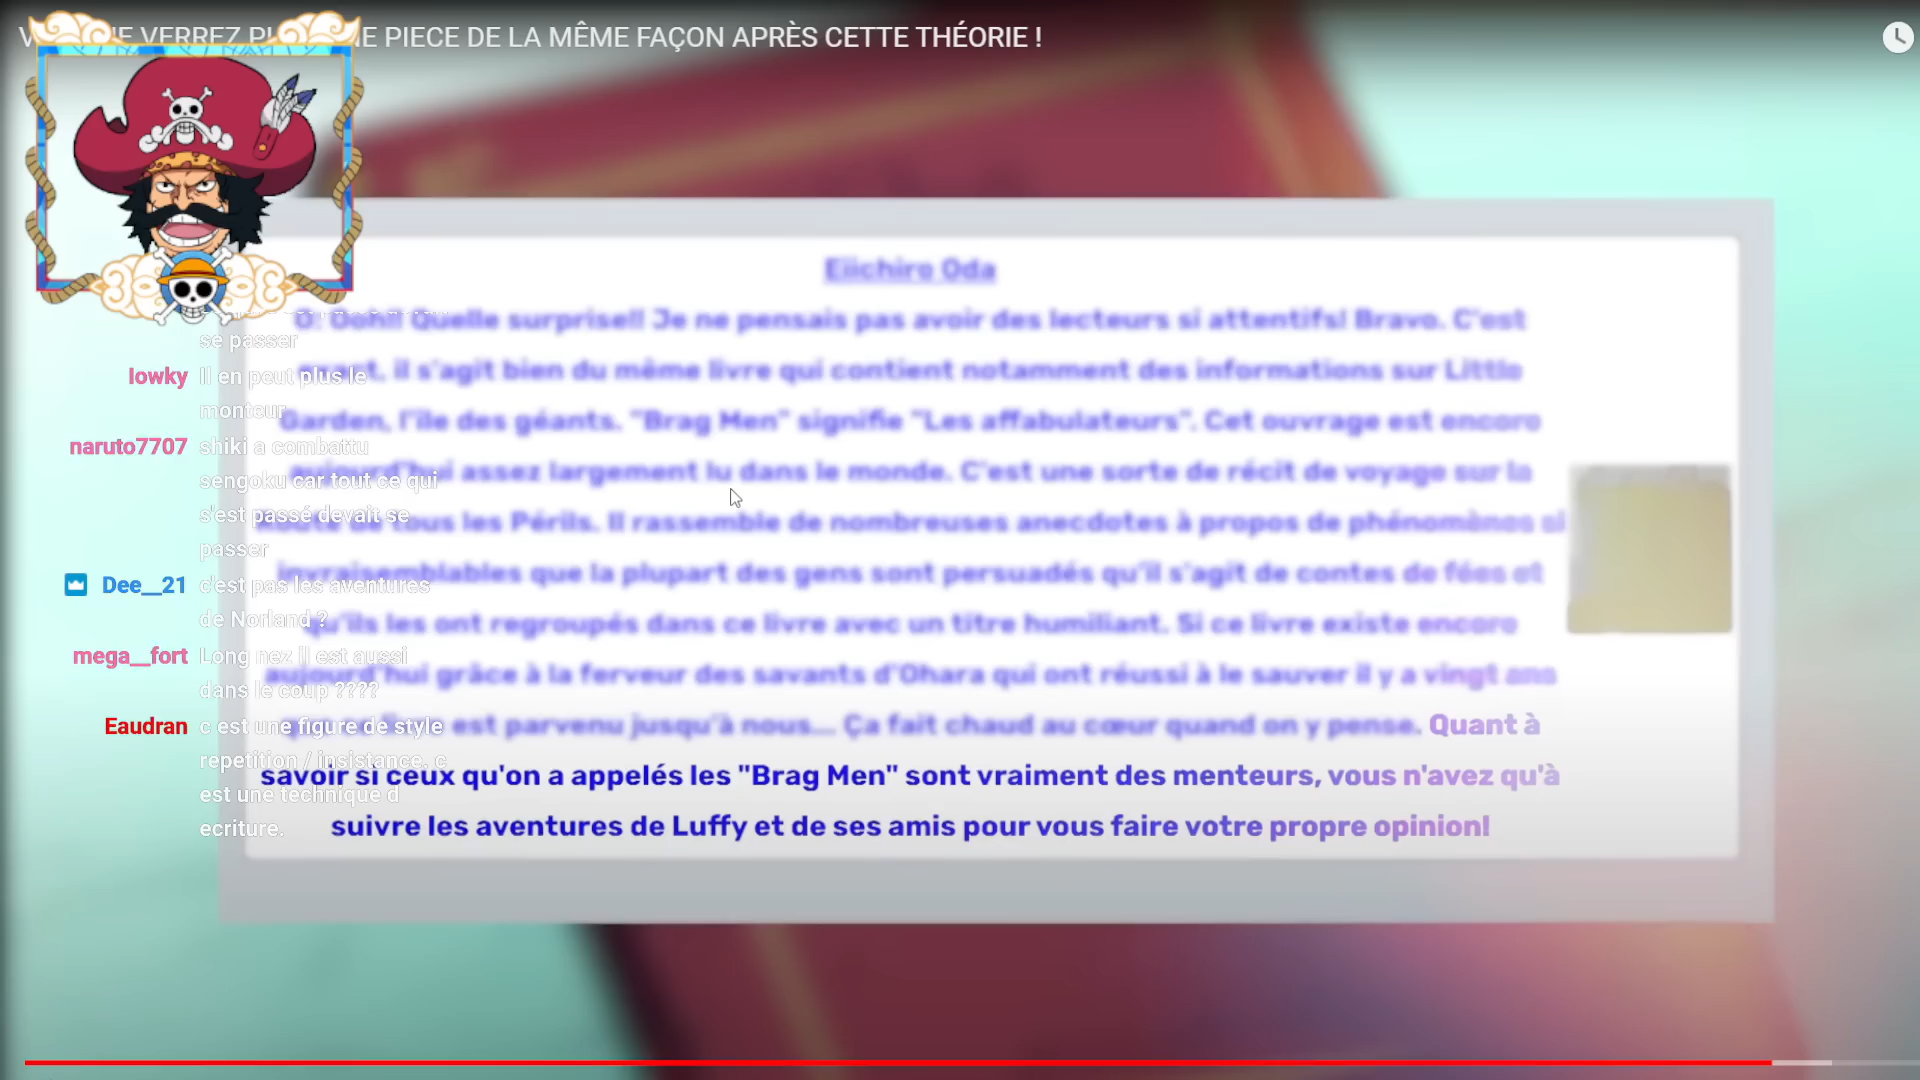 VERREZ PIECE DE LA MÊME FAÇON APRÈS CETTE THÉORIE !
Eiichiro Oda
O: Ooh!! Quelle surprise!! Je ne pensais pas avoir des lecteurs si attentifs! Bravo. C'est
il s'agit bien du même livre qui contient notamment des informations sur Little
Garden, l'île des géants. "Brag Men" signifie "Les affabulateurs". Cet ouvrage est encore
aujourd'hui assez largement lu dans le monde. C'est une sorte de récit de voyage sur la
tous les Périls. Il rassemble de nombreuses anecdotes à propos de phénomènes si
invraisemblables que la plupart des gens sont persuadés qu'il s'agit de contes de fées et
qu'ils les ont regroupés dans ce livre avec un titre humiliant. Si ce livre existe encore
aujourd'hui grâce à la ferveur des savants d'Ohara qui ont réussi à le sauver il y a vingt ans
est parvenu jusqu'à nous... Ça fait chaud au cœur quand on y pense. Quant à
savoir si ceux qu'on a appelés les "Brag Men" sont vraiment des menteurs, vous n'avez qu'à
suivre les aventures de Luffy et de ses amis pour vous faire votre propre opinion!
se passer
lowky Il en peut plus le
monteur
naruto7707 shiki a combattu
sengoku car tout ce qui
s'est passé devait se
passer
Dee__21 c'est pas les aventures
de Norland ?
mega__fort Long nez il est aussi
dans le coup ????
Eaudran c est une figure de style
repetition / insistance. c
est une technique d
ecriture.